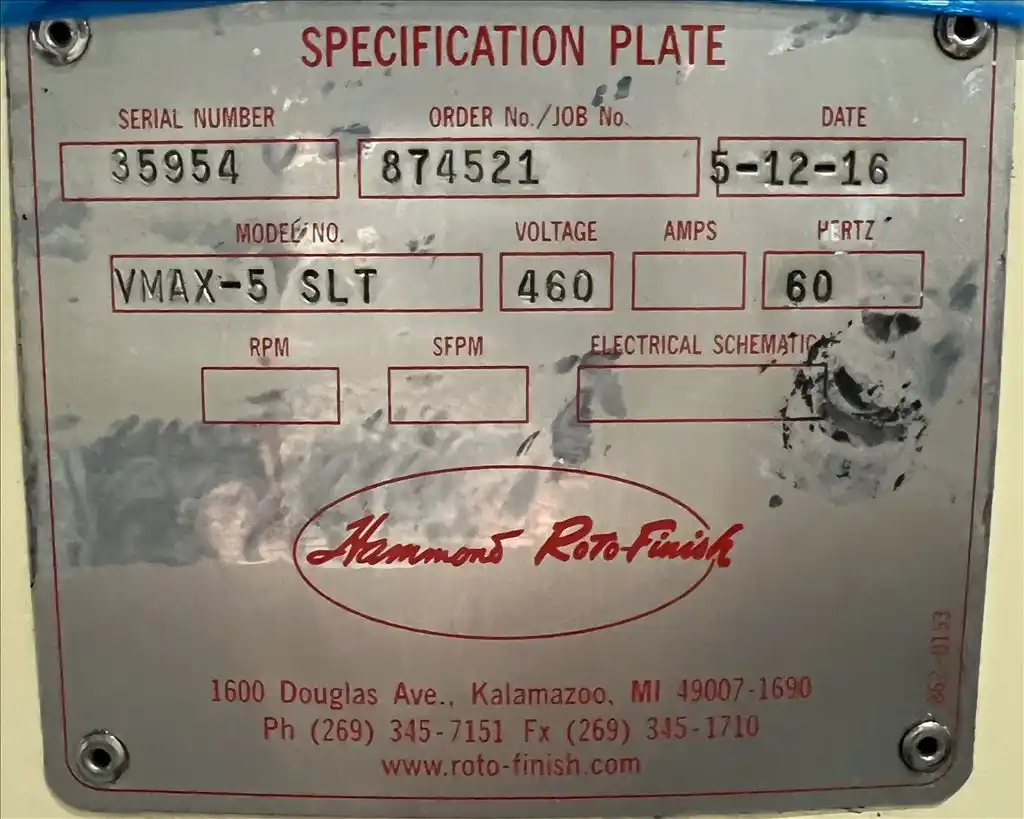 SPECIFICATION PLATE
SERIAL NUMBER ORDER No./JOB No. DATE
35954 874521 5-12-16
MODEL NO. VOLTAGE AMPS HERTZ
VMAX-5 SLT 460 60
RPM SFPM ELECTRICAL SCHEMATIC
Hammond Roto-Finish
1600 Douglas Ave., Kalamazoo, MI 49007-1690
Ph (269) 345-7151 Fx (269) 345-1710
www.roto-finish.com